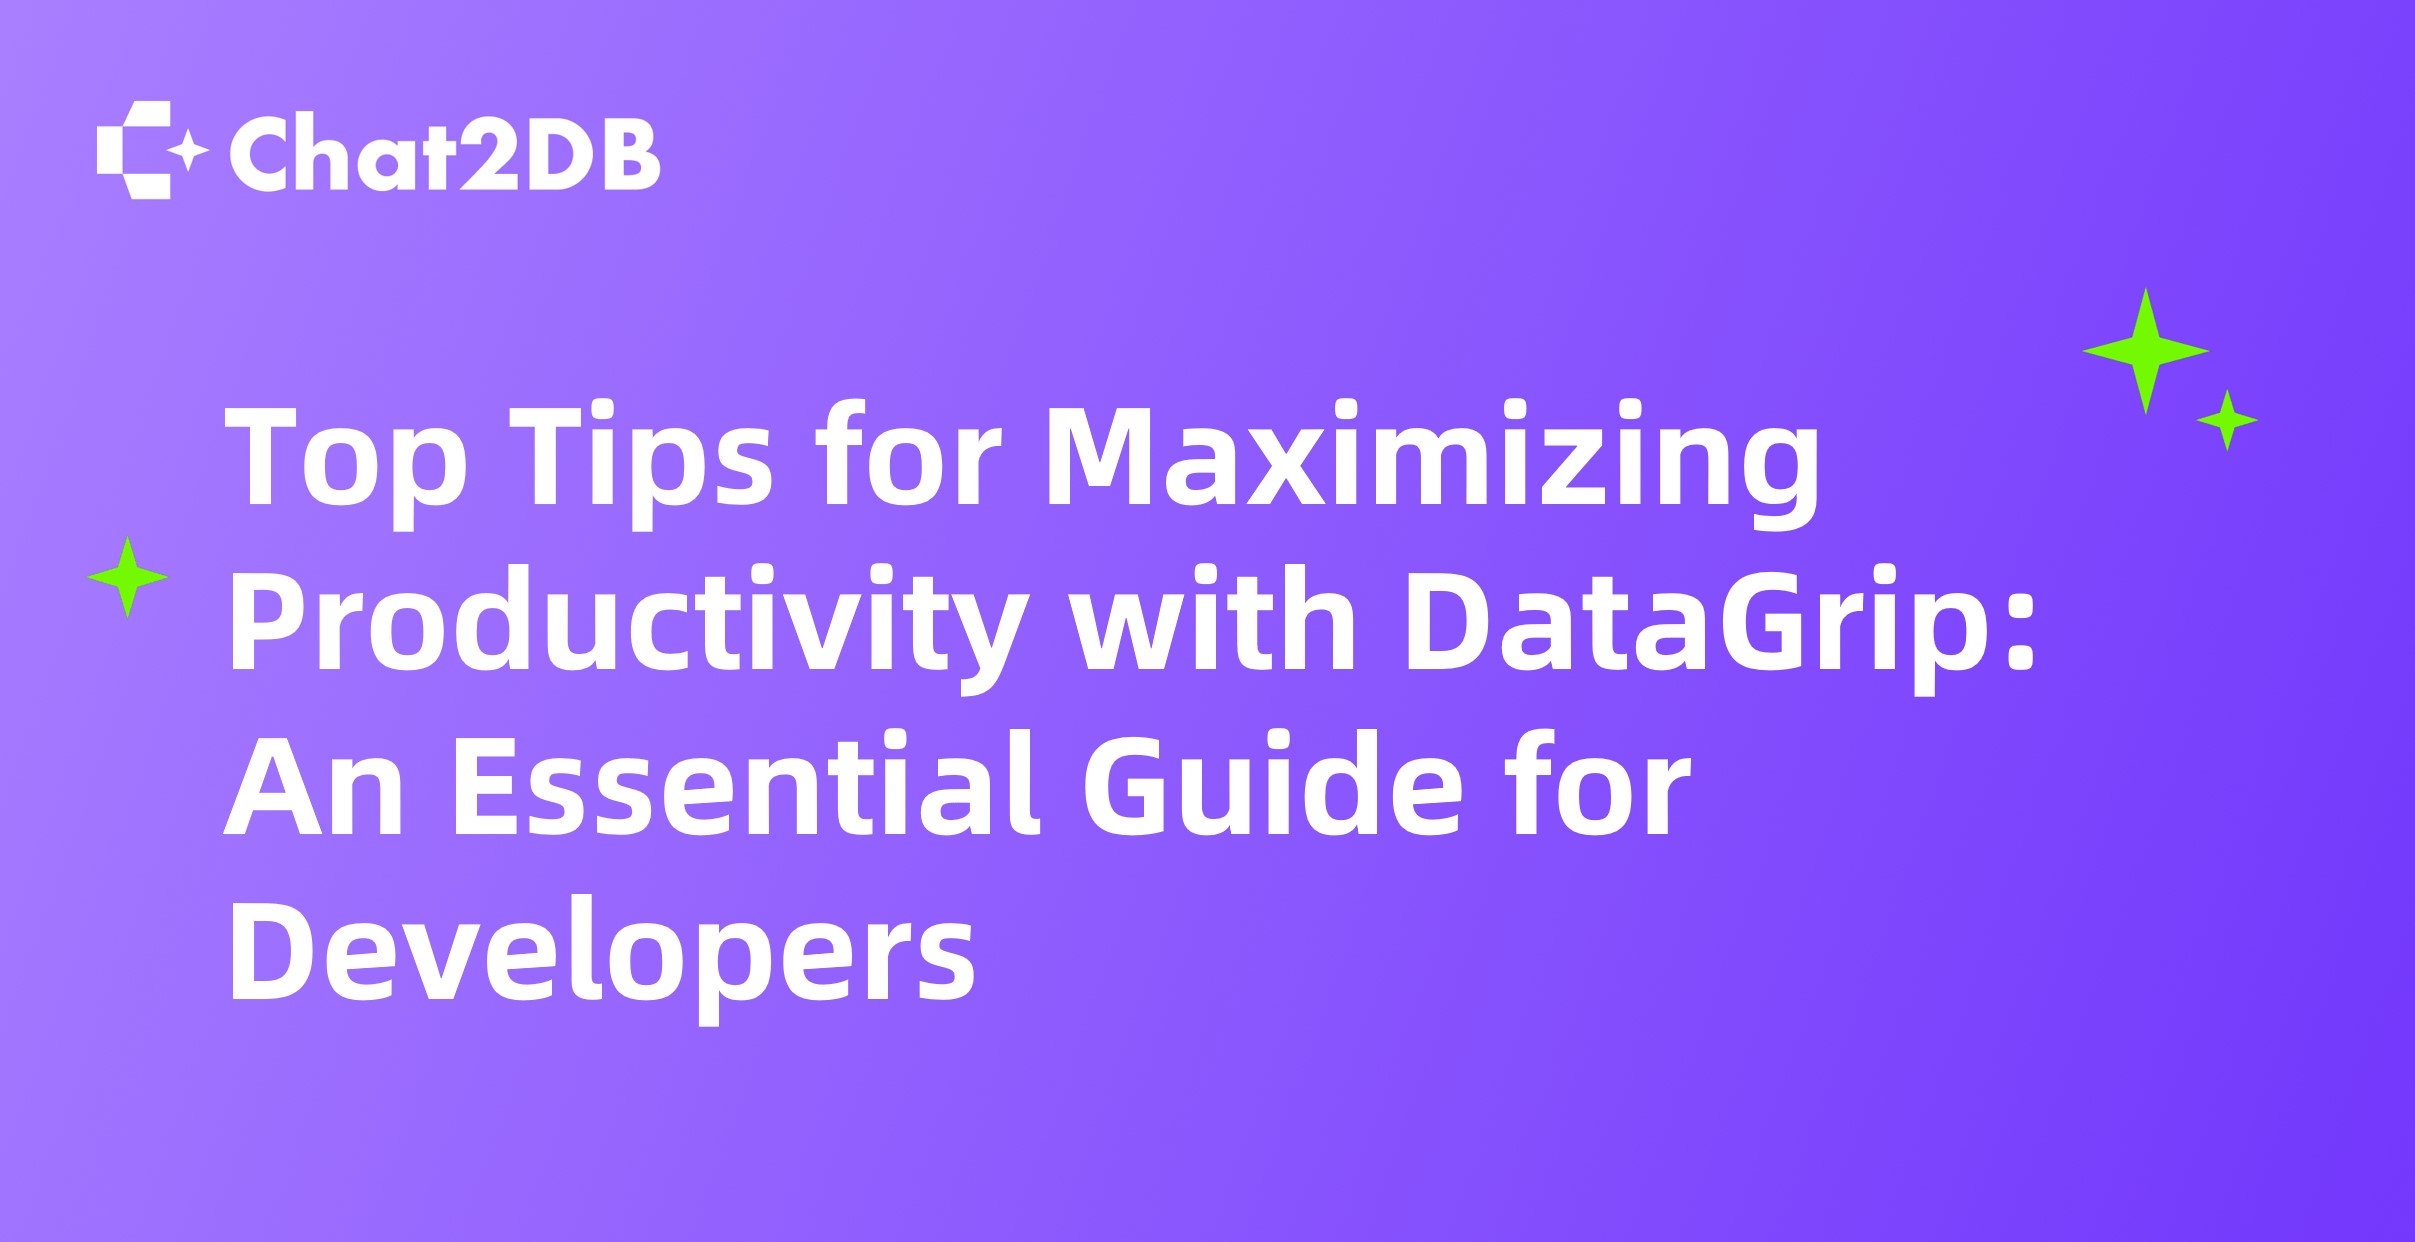 Chat2DB
Top Tips for Maximizing
Productivity with DataGrip:
An Essential Guide for
Developers